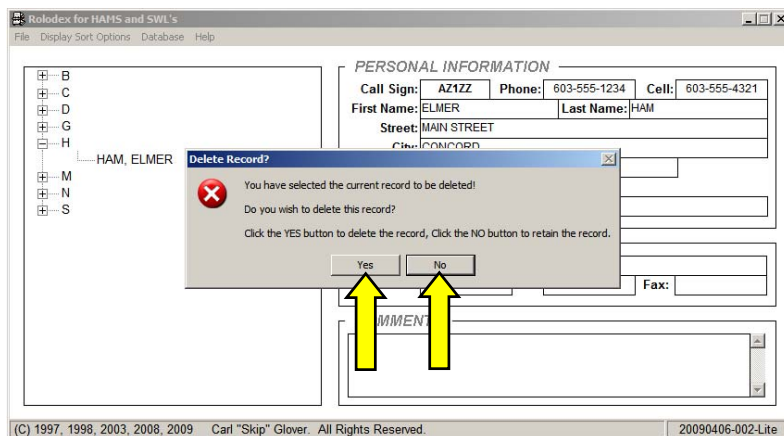 Rolodex for HAMS and SWL's
File Display Sort Options Database Help
B
C
D
G
H
HAM, ELMER
M
N
S
PERSONAL INFORMATION
Call Sign: AZ1ZZ Phone: 603-555-1234 Cell: 603-555-4321
First Name: ELMER Last Name: HAM
Street: MAIN STREET
City: CONCORD
Delete Record?
You have selected the current record to be deleted!
Do you wish to delete this record?
Click the YES button to delete the record, Click the NO button to retain the record.
Yes No
Fax:
(C) 1997, 1998, 2003, 2008, 2009 Carl "Skip" Glover. All Rights Reserved. 20090406-002-Lite